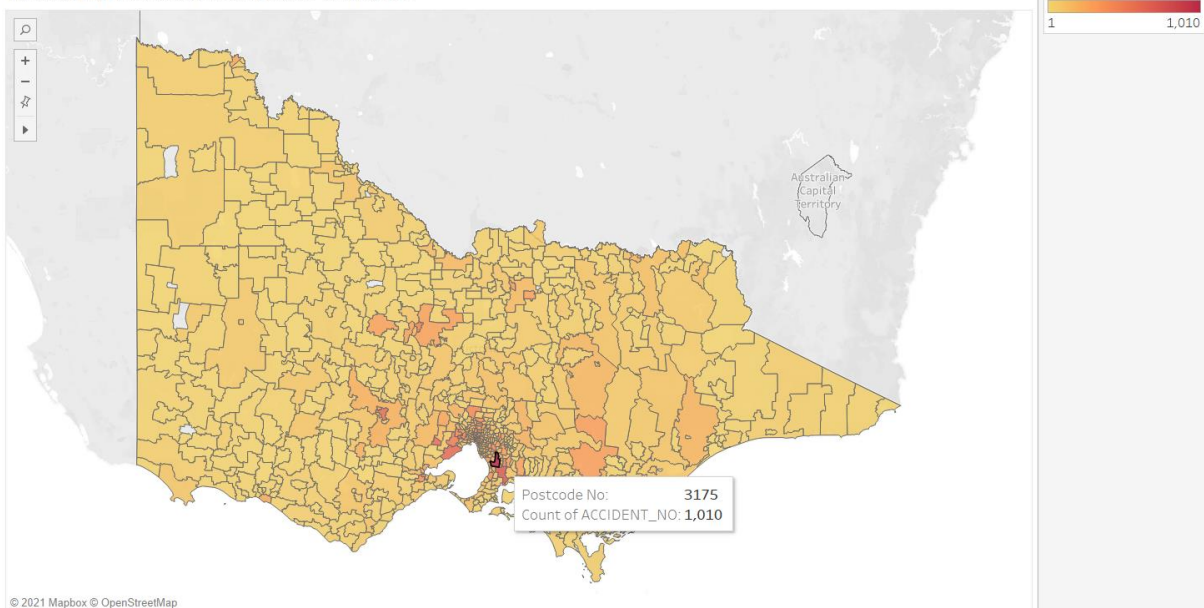 1 1,010
Australian
Capital
Territory
Postcode No: 3175
Count of ACCIDENT_NO: 1,010
© 2021 Mapbox © OpenStreetMap